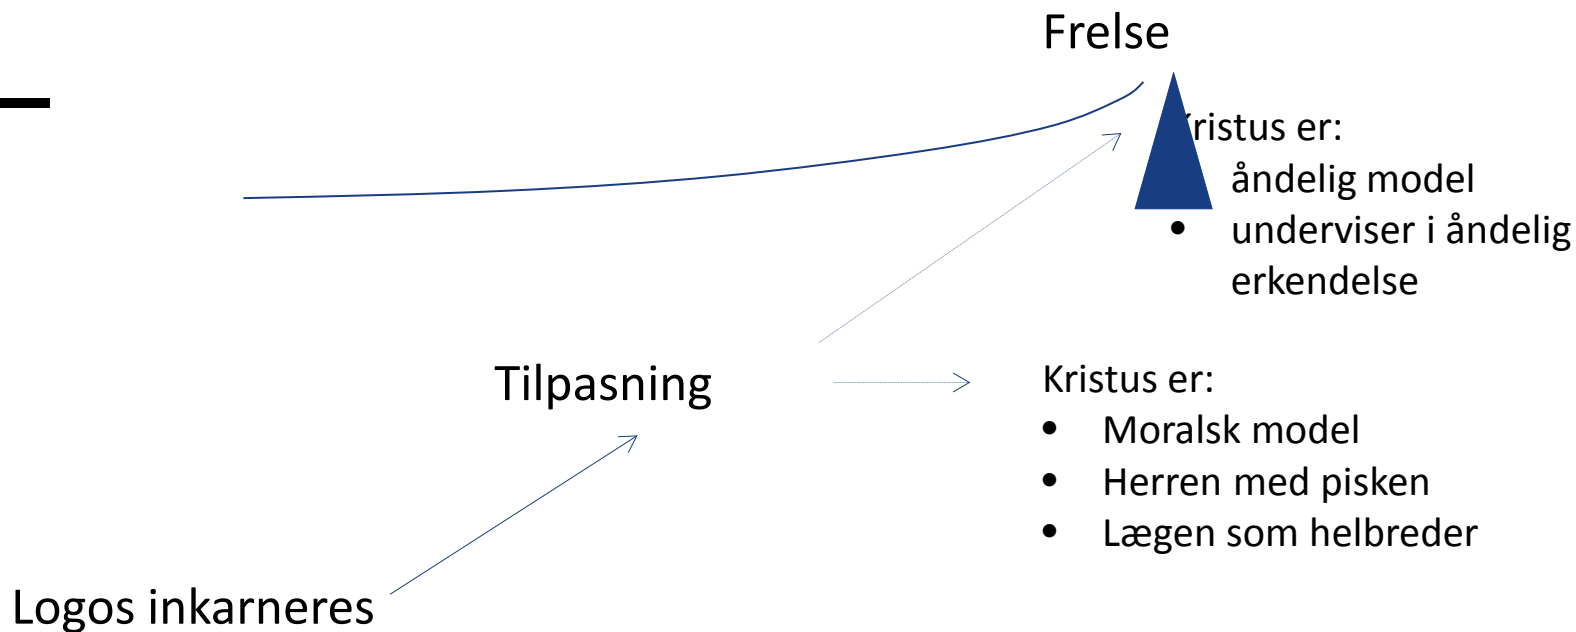 Frelse
ristus er:
åndelig model
• underviser i åndelig
erkendelse
Tilpasning
Kristus er:
• Moralsk model
• Herren med pisken
• Lægen som helbreder
Logos inkarneres